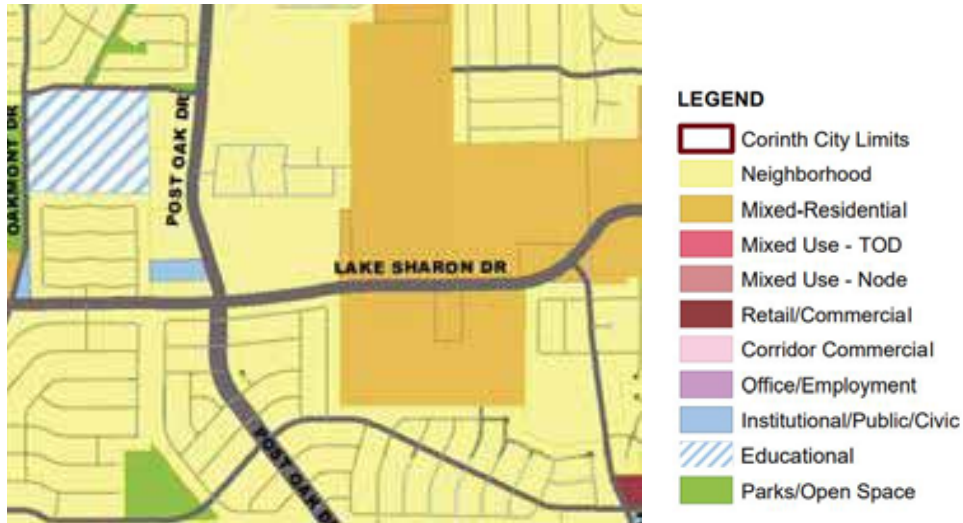 OAKMONT DR
POST OAK DR
LAKE SHARON DR
POST OAK DR
LEGEND
Corinth City Limits
Neighborhood
Mixed-Residential
Mixed Use - TOD
Mixed Use - Node
Retail/Commercial
Corridor Commercial
Office/Employment
Institutional/Public/Civic
Educational
Parks/Open Space